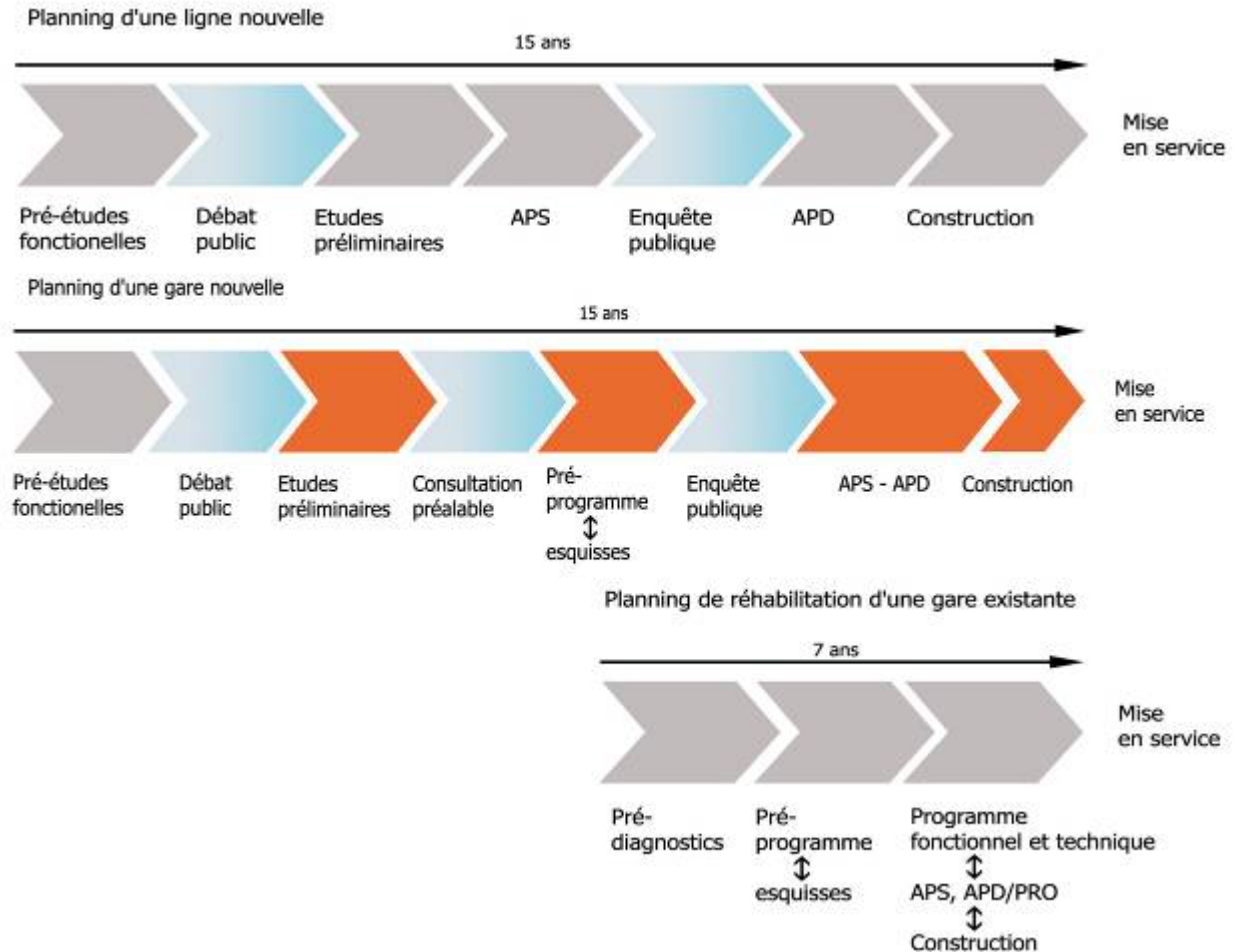 Planning d'une ligne nouvelle
15 ans
Mise
en service
Pré-études
fonctionelles
Débat
public
Etudes
préliminaires
APS
Enquête
publique
APD
Construction
Planning d'une gare nouvelle
15 ans
Mise
en service
Pré-études
fonctionelles
Débat
public
Etudes
préliminaires
Consultation
préalable
Pré-
programme
↕
esquisses
Enquête
publique
APS - APD
Construction
Planning de réhabilitation d'une gare existante
7 ans
Mise
en service
Pré-
diagnostics
Pré-
programme
↕
esquisses
Programme
fonctionnel et technique
↕
APS, APD/PRO
↕
Construction